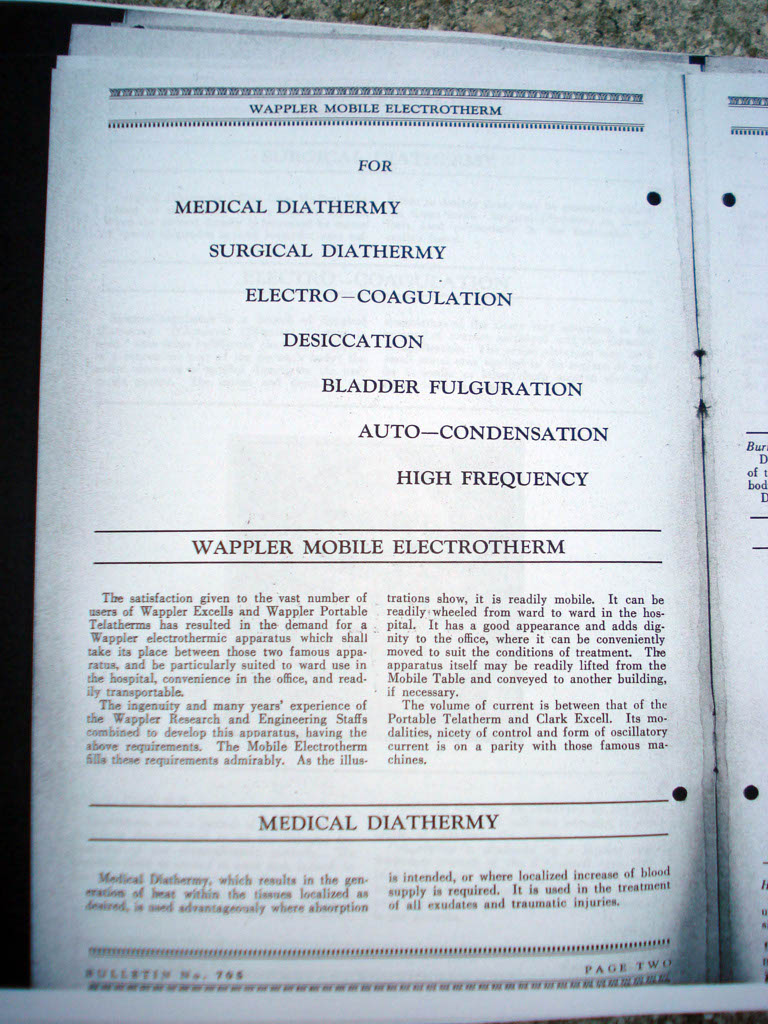 WAPPLER MOBILE ELECTROTHERM
FOR
MEDICAL DIATHERMY
SURGICAL DIATHERMY
ELECTRO—COAGULATION
DESICCATION
BLADDER FULGURATION
AUTO—CONDENSATION
HIGH FREQUENCY
WAPPLER MOBILE ELECTROTHERM
The satisfaction given to the vast number of
users of Wappler Excells and Wappler Portable
Telatherms has resulted in the demand for a
Wappler electrothermic apparatus which shall
take its place between those two famous appa-
ratus, and be particularly suited to ward use in
the hospital, convenience in the office, and read-
ily transportable.
The ingenuity and many years' experience of
the Wappler Research and Engineering Staffs
combined to develop this apparatus, having the
above requirements. The Mobile Electrotherm
fills these requirements admirably. As the illus-
trations show, it is readily mobile. It can be
readily wheeled from ward to ward in the hos-
pital. It has a good appearance and adds dig-
nity to the office, where it can be conveniently
moved to suit the conditions of treatment. The
apparatus itself may be readily lifted from the
Mobile Table and conveyed to another building,
if necessary.
The volume of current is between that of the
Portable Telatherm and Clark Excell. Its mo-
dalities, nicety of control and form of oscillatory
current is on a parity with those famous ma-
chines.
MEDICAL DIATHERMY
Medical Diathermy, which results in the gen-
eration of heat within the tissues localized as
desired, is used advantageously where absorption
is intended, or where localized increase of blood
supply is required. It is used in the treatment
of all exudates and traumatic injuries.
BULLETIN No. 705
PAGE TWO
Bur
D
of t
bod
D